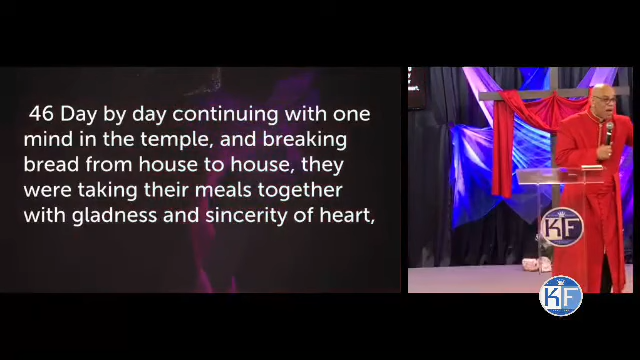 46 Day by day continuing with one
mind in the temple, and breaking
bread from house to house, they
were taking their meals together
with gladness and sincerity of heart,
KF
KF